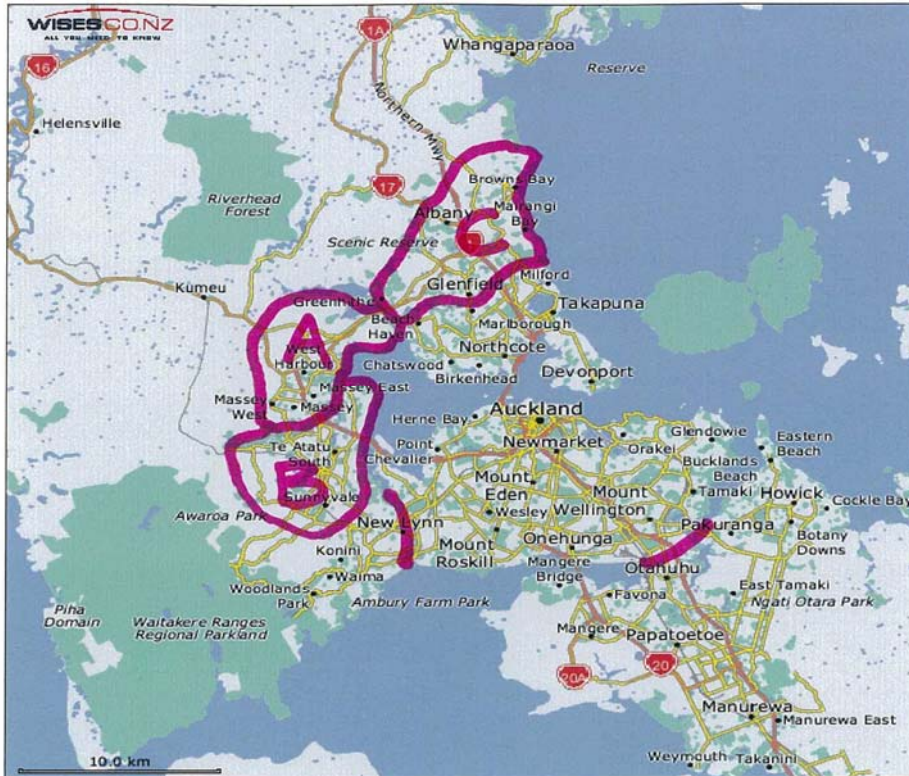 WISES.CO.NZ
ALL YOU NEED TO KNOW
1A
Whangaparaoa
16
Reserve
Northern Mwy
Helensville
17
Browns Bay
Riverhead
Forest
Albany
Mairangi
Bay
C
Scenic Reserve
Kumeu
Greenhithe
Glenfield
Milford
Takapuna
Beach
Haven
Marlborough
A
West
Harbour
Northcote
Chatswood
Birkenhead
Devonport
Massey East
Massey
West
Massey
Herne Bay
Auckland
Te Atatu
South
Point
Chevalier
Newmarket
Orakei
Glendowie
Eastern
Beach
B
Bucklands
Beach
Mount
Eden
Tamaki
Howick
Sunnyvale
Mount
Wellington
Cockle Bay
Awaroa Park
Wesley
New Lynn
Pakuranga
Botany
Downs
Konini
Mount
Roskill
Onehunga
Waima
Mangere
Bridge
Otahuhu
Woodlands
Park
East Tamaki
Favona
Ngati Otara Park
Ambury Farm Park
Piha
Domain
Waitakere Ranges
Regional Parkland
Mangere
Papatoetoe
20
20A
Manurewa
Manurewa East
10.0 km
Weymouth
Takanini